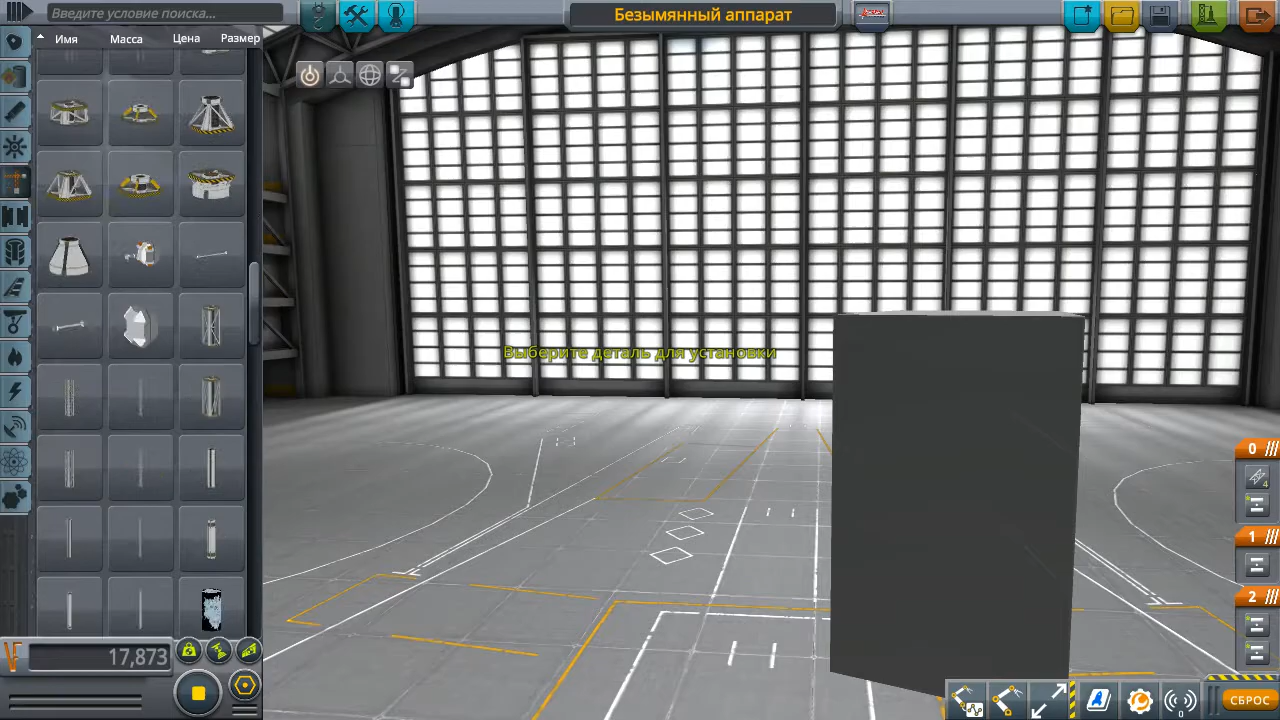 Введите условие поиска...
Безымянный аппарат
Имя
Масса
Цена
Размер
Выберите деталь для установки
0
4
1
2
17,873
СБРОС